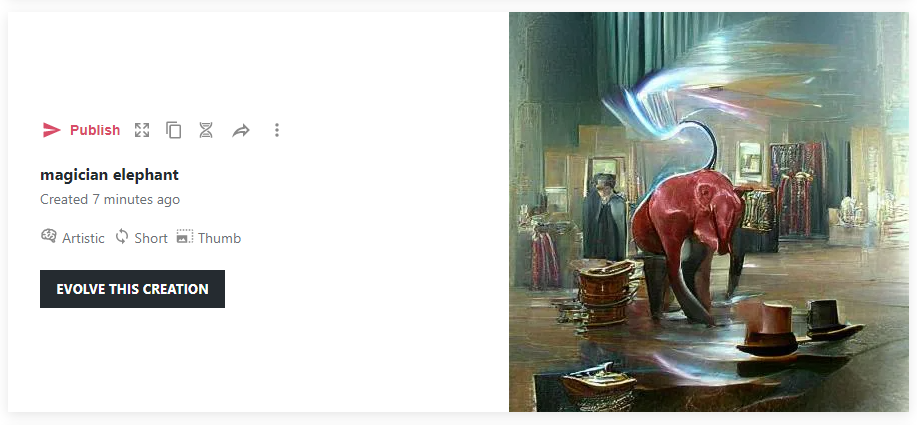 Publish
magician elephant
Created 7 minutes ago
Artistic Short Thumb
EVOLVE THIS CREATION